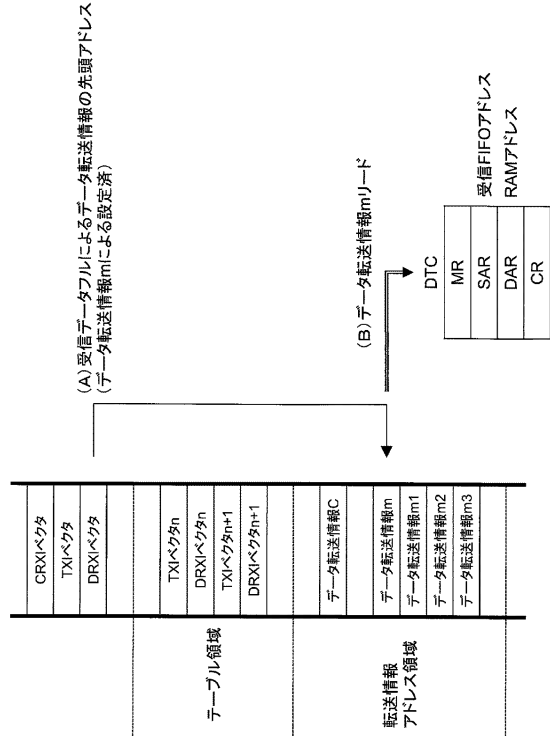 CRXIベクタ
TXIベクタ
DRXIベクタ
テーブル領域
TXIベクタn
DRXIベクタn
TXIベクタn+1
DRXIベクタn+1
転送情報
アドレス領域
データ転送情報C
データ転送情報m
データ転送情報m1
データ転送情報m2
データ転送情報m3
(A)受信データフルによるデータ転送情報の先頭アドレス
(データ転送情報mによる設定済)
(B)データ転送情報mリード
DTC
MR
SAR
受信FIFOアドレス
DAR
RAMアドレス
CR